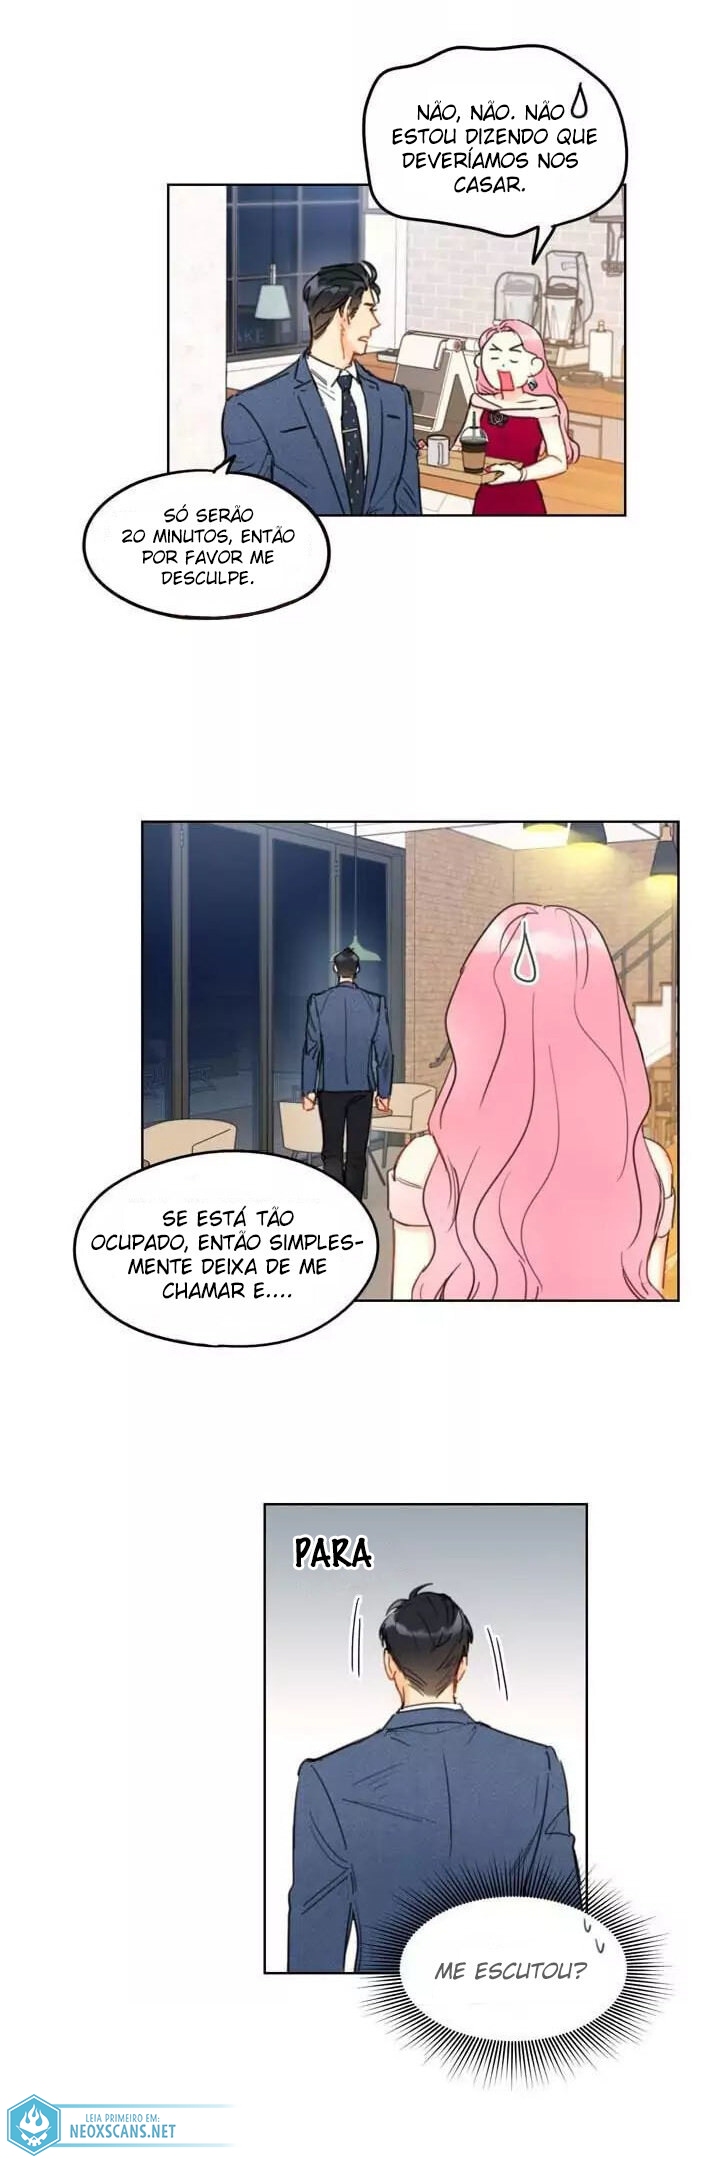 NÃO, NÃO. NÃO
ESTOU DIZENDO QUE
DEVERÍAMOS NOS
CASAR.
AKE
SÓ SERÃO
20 MINUTOS, ENTÃO
POR FAVOR ME
DESCULPE.
SE ESTÁ TÃO
OCUPADO, ENTÃO SIMPLES-
MENTE DEIXA DE ME
CHAMAR E....
PARA
ME ESCUTOU?
LEIA PRIMEIRO EM:
NEOXSCANS.NET